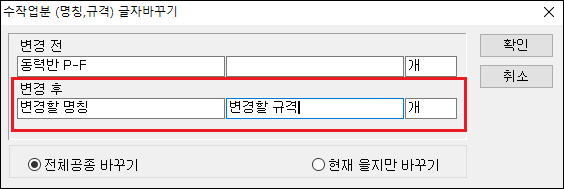 수작업분 (명칭,규격) 글자바꾸기
변경 전
동력반 P-F 개
변경 후
변경할 명칭 변경할 규격 개
전체공종 바꾸기 현재 을지만 바꾸기
확인
취소